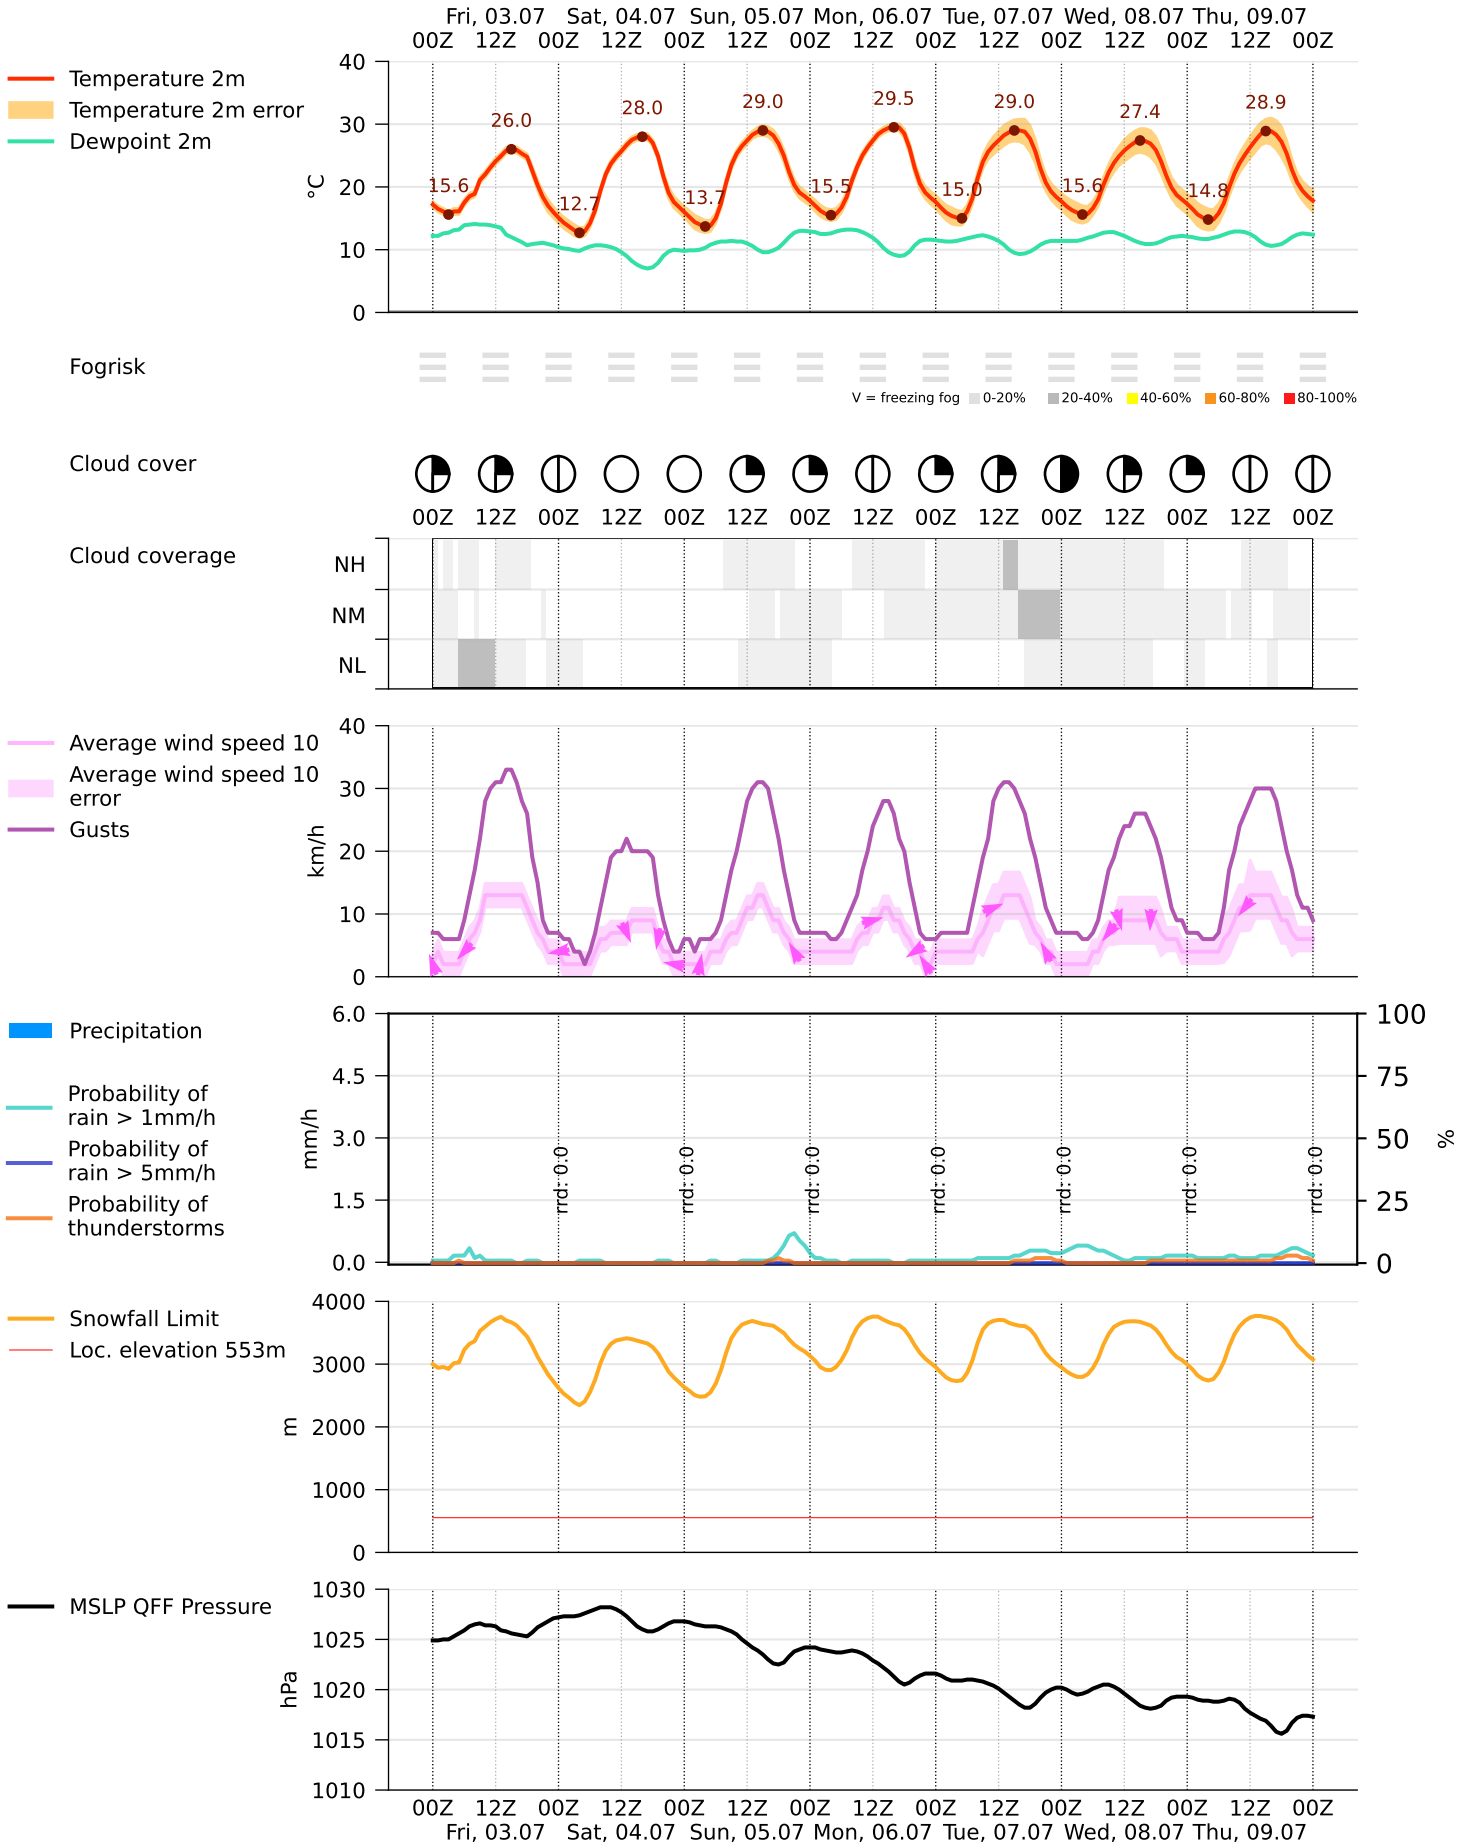 Fri, 03.07 Sat, 04.07 Sun, 05.07 Mon, 06.07 Tue, 07.07 Wed, 08.07 Thu, 09.07
00Z 12Z 00Z 12Z 00Z 12Z 00Z 12Z 00Z 12Z 00Z 12Z 00Z 12Z 00Z
Temperature 2m
Temperature 2m error
Dewpoint 2m
°C
40
30
20
10
0
15.6 26.0 12.7 28.0 13.7 29.0 15.5 29.5 15.0 29.0 15.6 27.4 14.8 28.9
Fogrisk
V = freezing fog 0-20% 20-40% 40-60% 60-80% 80-100%
Cloud cover
00Z 12Z 00Z 12Z 00Z 12Z 00Z 12Z 00Z 12Z 00Z 12Z 00Z 12Z 00Z
Cloud coverage
NH
NM
NL
Average wind speed 10
Average wind speed 10
error
Gusts
km/h
40
30
20
10
0
Precipitation
Probability of
rain > 1mm/h
Probability of
rain > 5mm/h
Probability of
thunderstorms
mm/h
6.0
4.5
3.0
1.5
0.0
rrd: 0.0 rrd: 0.0 rrd: 0.0 rrd: 0.0 rrd: 0.0 rrd: 0.0 rrd: 0.0
100
75
50
25
0
%
Snowfall Limit
Loc. elevation 553m
m
4000
3000
2000
1000
0
MSLP QFF Pressure
hPa
1030
1025
1020
1015
1010
00Z 12Z 00Z 12Z 00Z 12Z 00Z 12Z 00Z 12Z 00Z 12Z 00Z 12Z 00Z
Fri, 03.07 Sat, 04.07 Sun, 05.07 Mon, 06.07 Tue, 07.07 Wed, 08.07 Thu, 09.07